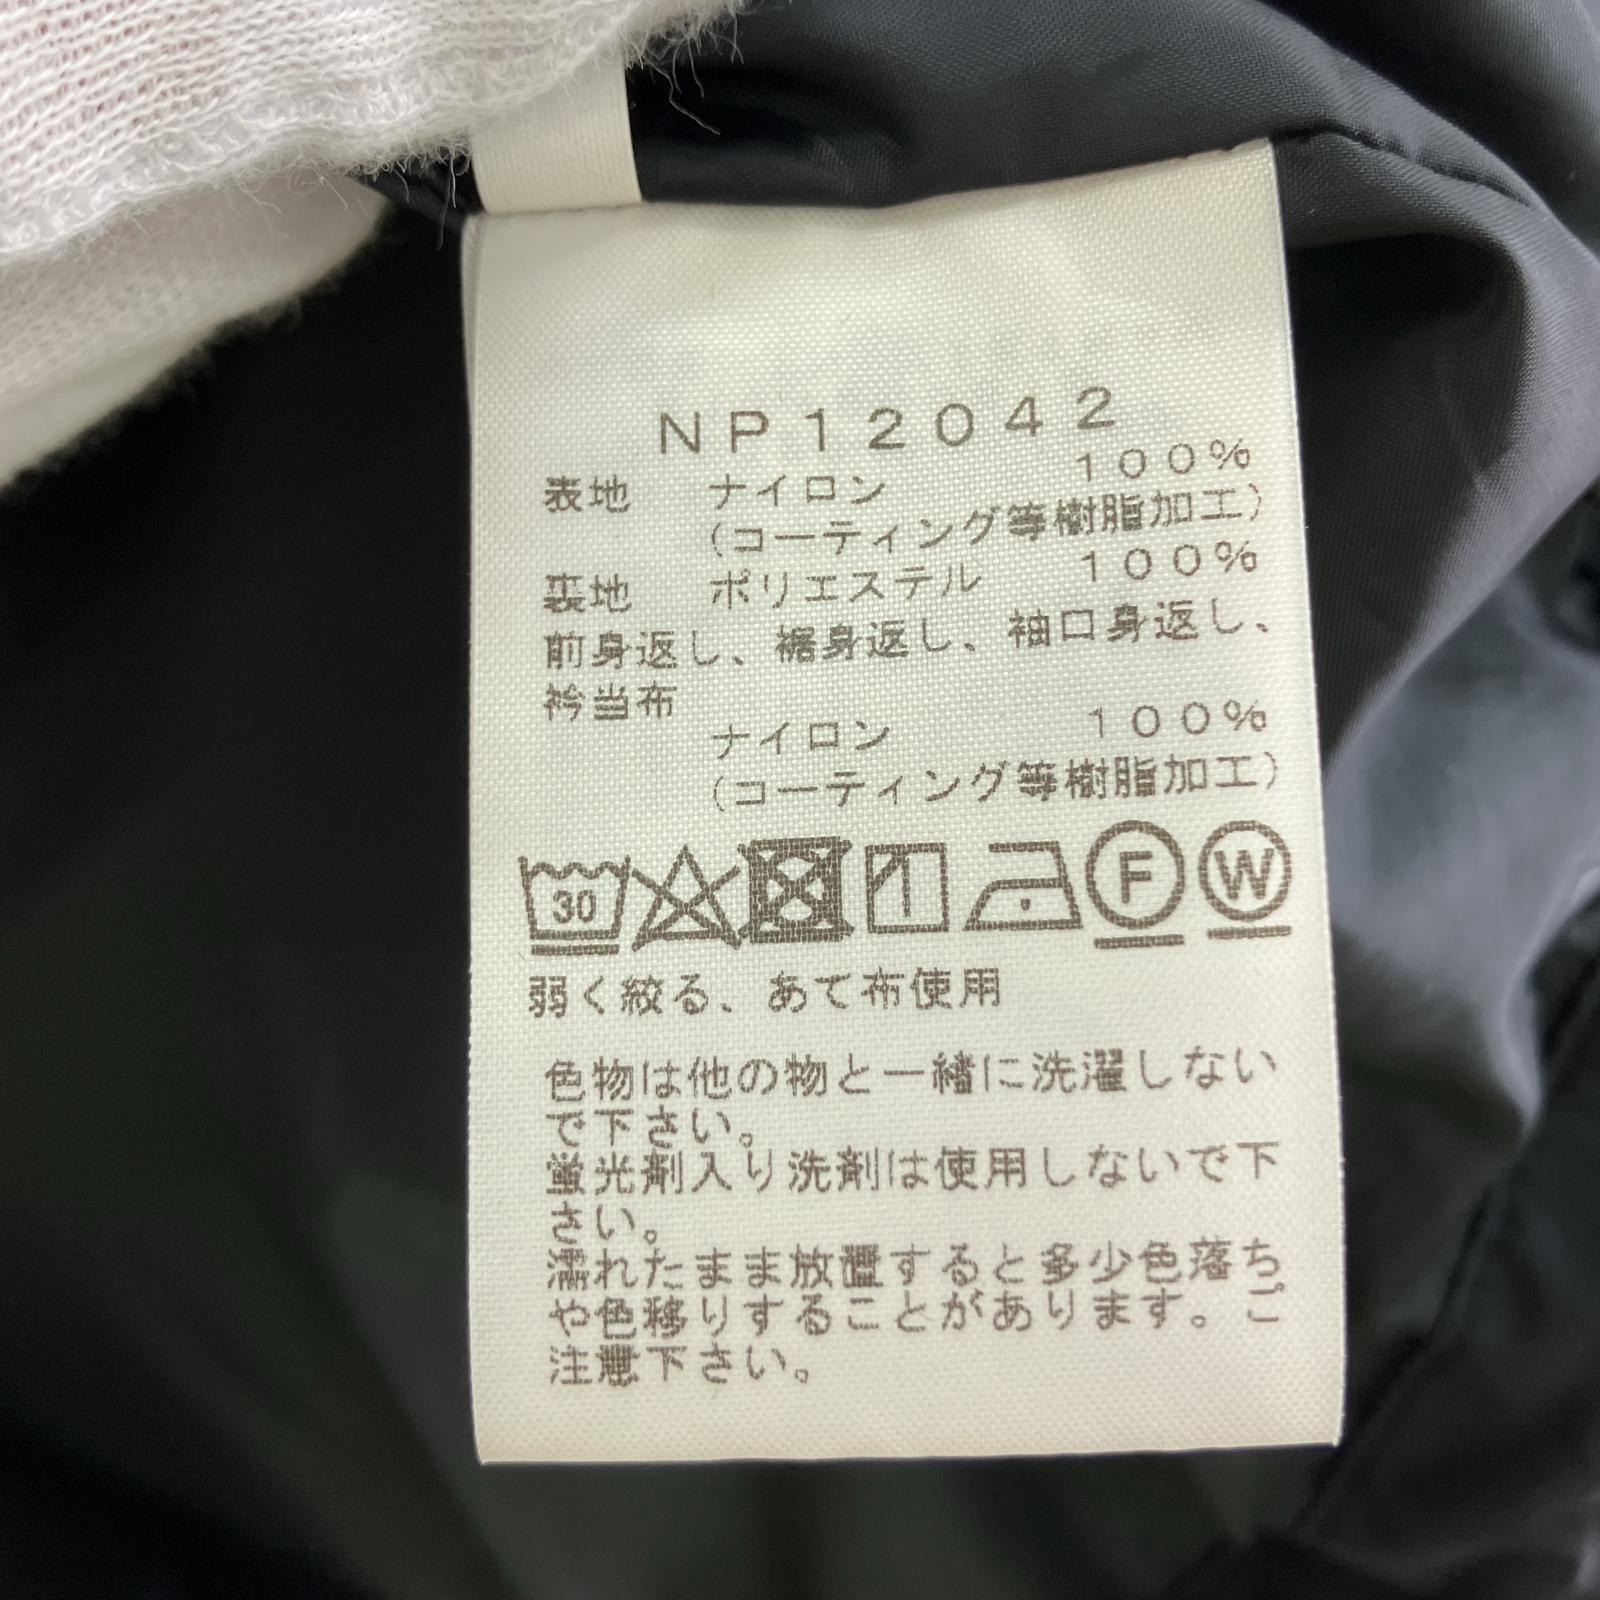 NP12042
表地 ナイロン 100%
(コーティング等樹脂加工)
裏地 ポリエステル 100%
前身返し、裾身返し、袖口身返し、
衿当布
ナイロン 100%
(コーティング等樹脂加工)
30 F W
弱く絞る、あて布使用
色物は他の物と一緒に洗濯しない
で下さい。
蛍光剤入り洗剤は使用しないで下
さい。
濡れたまま放置すると多少色落ち
や色移りすることがあります。ご
注意下さい。